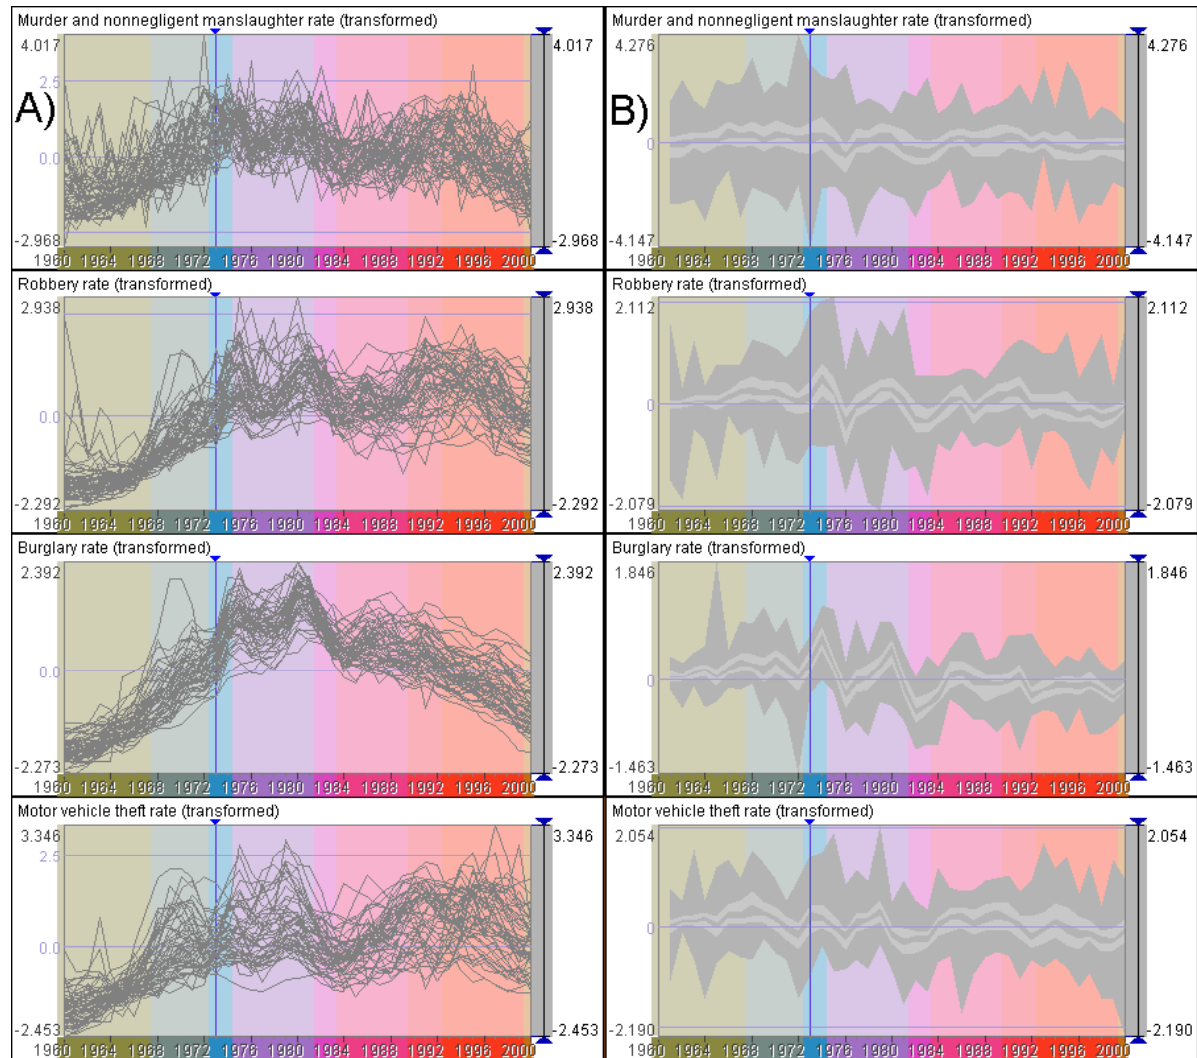 A)
Murder and nonnegligent manslaughter rate (transformed)
4.017
4.017
2.5
0.0
-2.968
-2.968
1960 1964 1968 1972 1976 1980 1984 1988 1992 1996 2000
Robbery rate (transformed)
2.938
2.938
0.0
-2.292
-2.292
1960 1964 1968 1972 1976 1980 1984 1988 1992 1996 2000
Burglary rate (transformed)
2.392
2.392
0.0
-2.273
-2.273
1960 1964 1968 1972 1976 1980 1984 1988 1992 1996 2000
Motor vehicle theft rate (transformed)
3.346
3.346
2.5
0.0
-2.453
-2.453
1960 1964 1968 1972 1976 1980 1984 1988 1992 1996 2000
B)
Murder and nonnegligent manslaughter rate (transformed)
4.276
4.276
0
-4.147
-4.147
1960 1964 1968 1972 1976 1980 1984 1988 1992 1996 2000
Robbery rate (transformed)
2.112
2.112
0
-2.079
-2.079
1960 1964 1968 1972 1976 1980 1984 1988 1992 1996 2000
Burglary rate (transformed)
1.846
1.846
0
-1.463
-1.463
1960 1964 1968 1972 1976 1980 1984 1988 1992 1996 2000
Motor vehicle theft rate (transformed)
2.054
2.054
0
-2.190
-2.190
1960 1964 1968 1972 1976 1980 1984 1988 1992 1996 2000